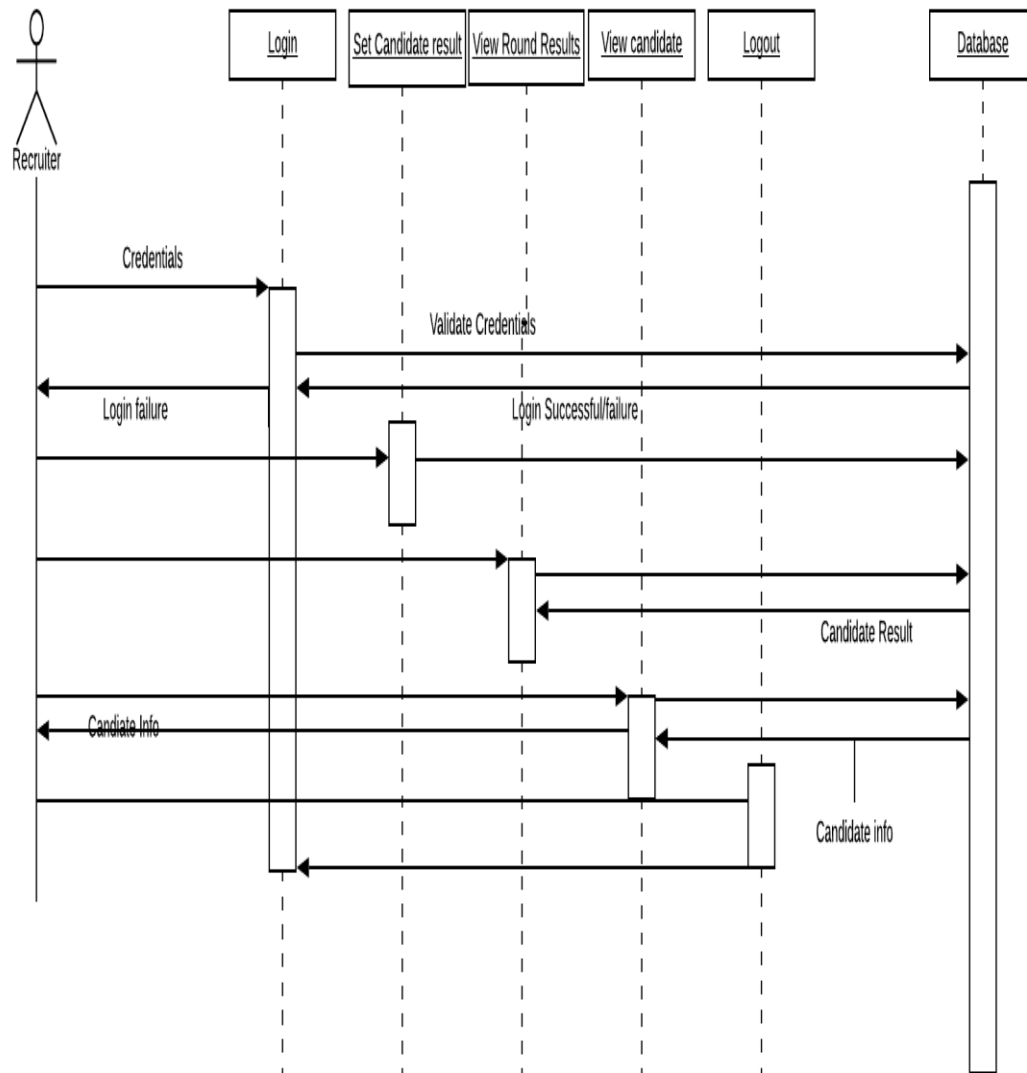 Login
Set Candidate result
View Round Results
View candidate
Logout
Database
Recruiter
Credentials
Validate Credentials
Login failure
Login Successful/failure
Candidate Result
Candiate Info
Candidate info